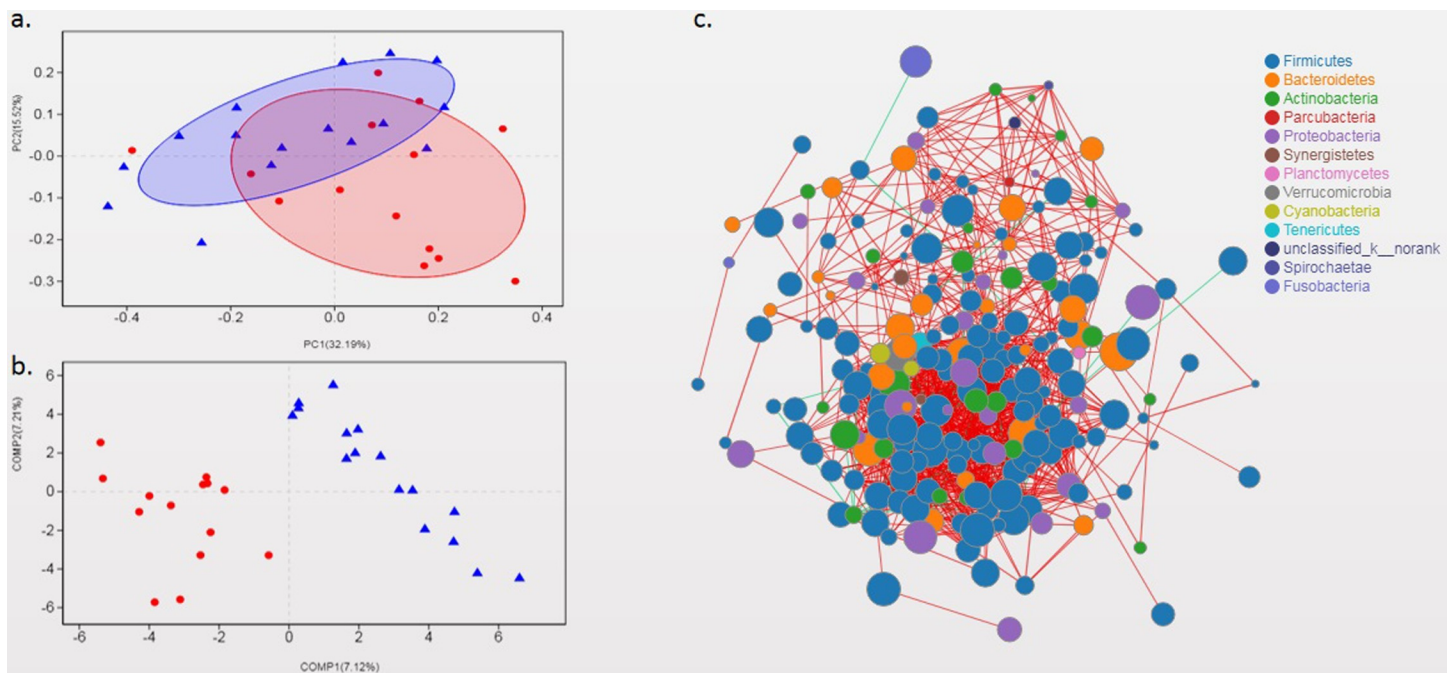 a.
PC2(15.52%)
0.2
0.1
-0.0
-0.1
-0.2
-0.3
-0.4
-0.2
0.0
0.2
0.4
PC1(32.19%)
b.
COMP2(7.21%)
6
4
2
0
-2
-4
-6
-6
-4
-2
0
2
4
6
COMP1(7.12%)
c.
Firmicutes
Bacteroidetes
Actinobacteria
Parcubacteria
Proteobacteria
Synergistetes
Planctomycetes
Verrucomicrobia
Cyanobacteria
Tenericutes
unclassified_k__norank
Spirochaetae
Fusobacteria